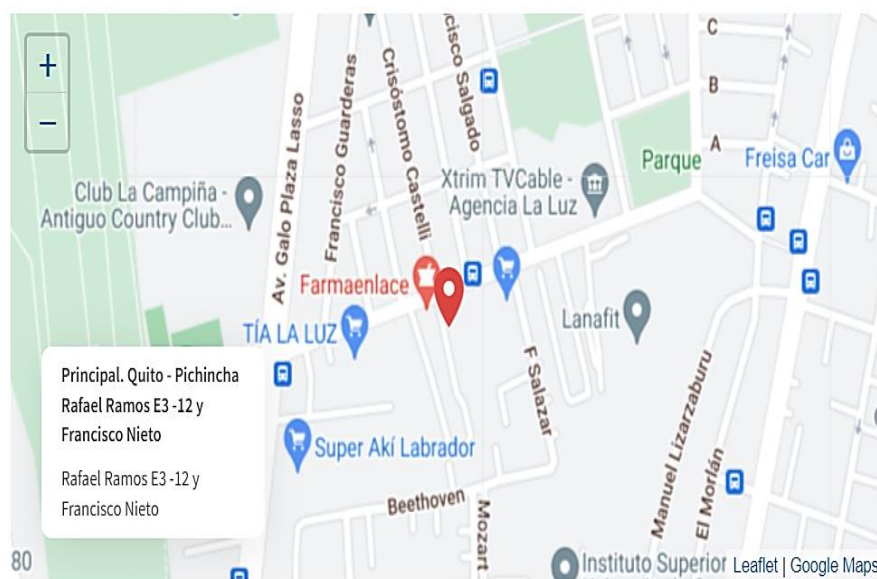 +
−
C
B
A
Crisóstomo Castelli
cisco Salgado
Francisco Guarderas
Av. Galo Plaza Lasso
Parque
Freisa Car
Xtrim TVCable -
Agencia La Luz
Club La Campiña -
Antiguo Country Club...
Farmaenlace
TÍA LA LUZ
Lanafit
F Salazar
Principal. Quito - Pichincha
Rafael Ramos E3 -12 y
Francisco Nieto
Rafael Ramos E3 -12 y
Francisco Nieto
Super Akí Labrador
Manuel Lizarzaburu
El Morlán
Beethoven
Mozart
80
Instituto Superior
Leaflet | Google Maps